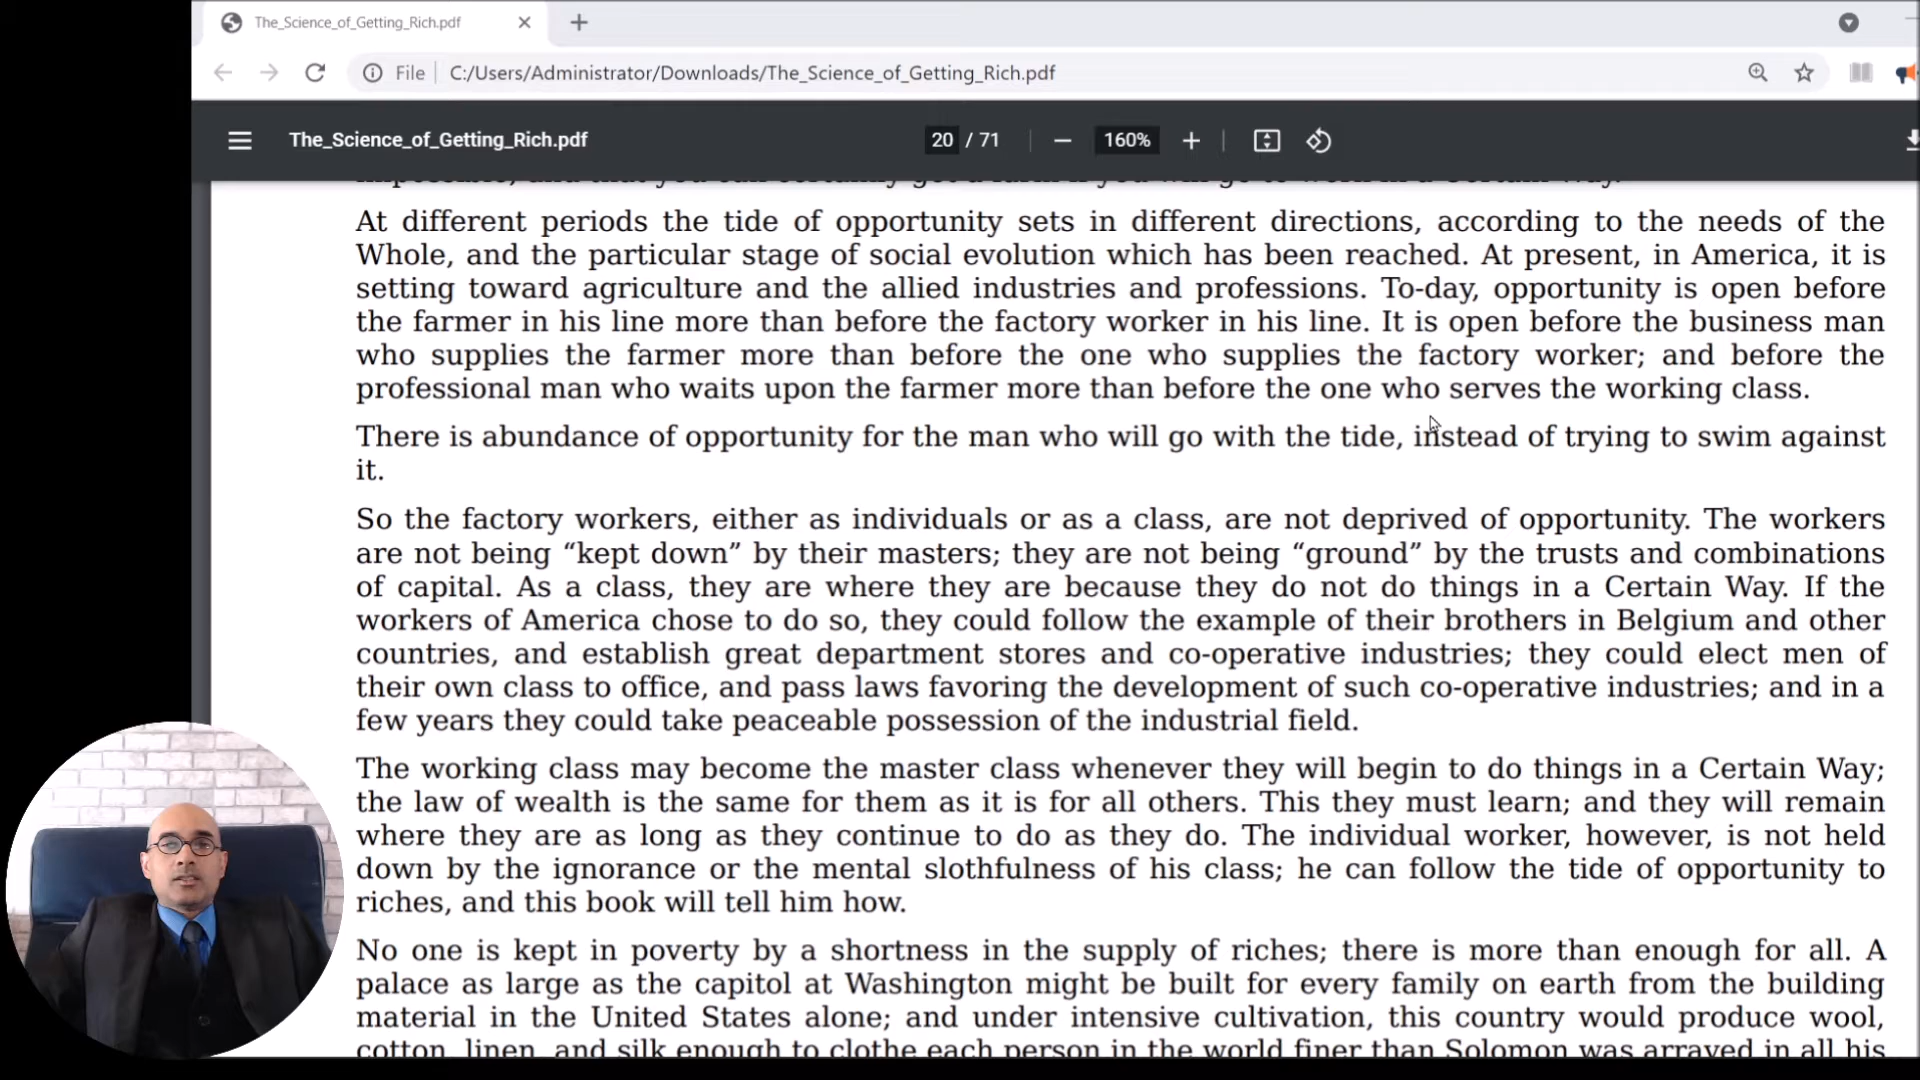 The_Science_of_Getting_Rich.pdf
File | C:/Users/Administrator/Downloads/The_Science_of_Getting_Rich.pdf
The_Science_of_Getting_Rich.pdf 20 / 71 160%
At different periods the tide of opportunity sets in different directions, according to the needs of the
Whole, and the particular stage of social evolution which has been reached. At present, in America, it is
setting toward agriculture and the allied industries and professions. To-day, opportunity is open before
the farmer in his line more than before the factory worker in his line. It is open before the business man
who supplies the farmer more than before the one who supplies the factory worker; and before the
professional man who waits upon the farmer more than before the one who serves the working class.
There is abundance of opportunity for the man who will go with the tide, instead of trying to swim against
it.
So the factory workers, either as individuals or as a class, are not deprived of opportunity. The workers
are not being “kept down” by their masters; they are not being “ground” by the trusts and combinations
of capital. As a class, they are where they are because they do not do things in a Certain Way. If the
workers of America chose to do so, they could follow the example of their brothers in Belgium and other
countries, and establish great department stores and co-operative industries; they could elect men of
their own class to office, and pass laws favoring the development of such co-operative industries; and in a
few years they could take peaceable possession of the industrial field.
The working class may become the master class whenever they will begin to do things in a Certain Way;
the law of wealth is the same for them as it is for all others. This they must learn; and they will remain
where they are as long as they continue to do as they do. The individual worker, however, is not held
down by the ignorance or the mental slothfulness of his class; he can follow the tide of opportunity to
riches, and this book will tell him how.
No one is kept in poverty by a shortness in the supply of riches; there is more than enough for all. A
palace as large as the capitol at Washington might be built for every family on earth from the building
material in the United States alone; and under intensive cultivation, this country would produce wool,
cotton, linen, and silk enough to clothe each person in the world finer than Solomon was arrayed in all his